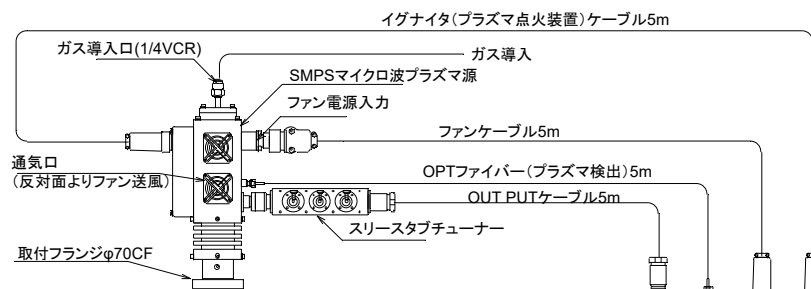 イグナイタ(プラズマ点火装置)ケーブル5m
ガス導入口(1/4VCR)
ガス導入
SMPSマイクロ波プラズマ源
ファン電源入力
ファンケーブル5m
通気口
(反対面よりファン送風)
OPTファイバー(プラズマ検出)5m
OUT PUTケーブル5m
スリースタブチューナー
取付フランジφ70CF